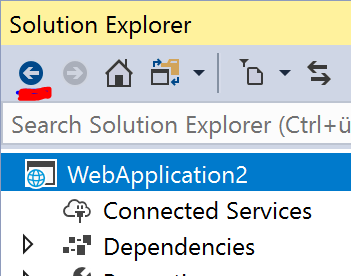 Solution Explorer
Search Solution Explorer (Ctrl+ü
WebApplication2
Connected Services
Dependencies